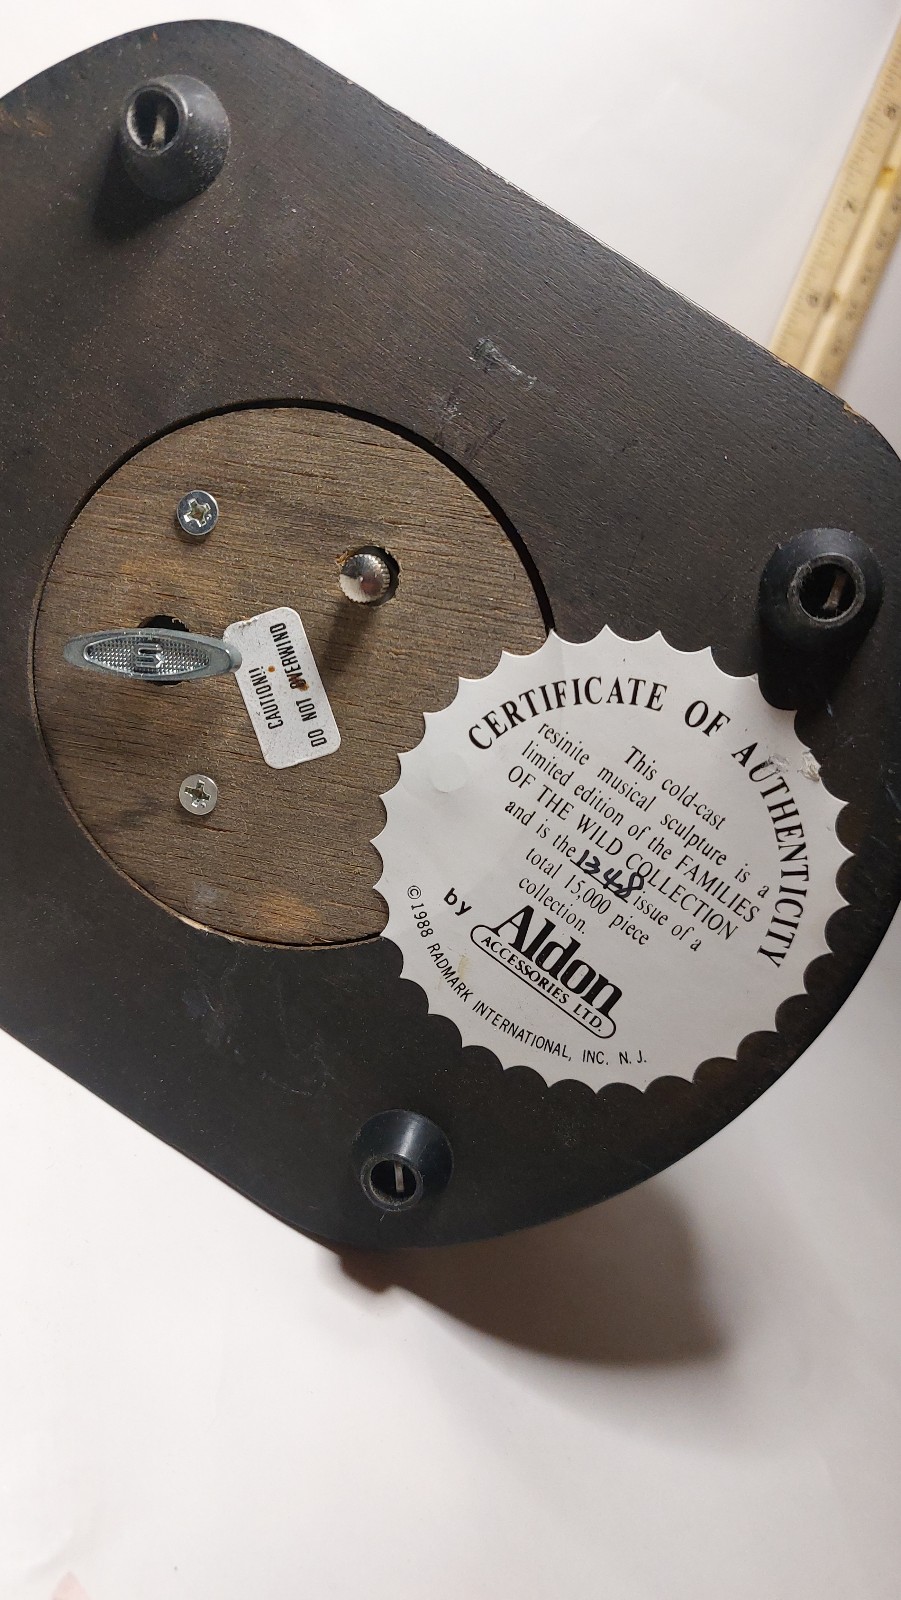 CAUTION!!
DO NOT OVERWIND
CERTIFICATE OF AUTHENTICITY
This cold-cast
resinite musical sculpture is a
limited edition of the FAMILIES
OF THE WILD COLLECTION
and is the 1348 issue of a
total 15,000 piece
collection.
by
Aldon
ACCESSORIES LTD.
©1988 RADMARK INTERNATIONAL, INC. N.J.